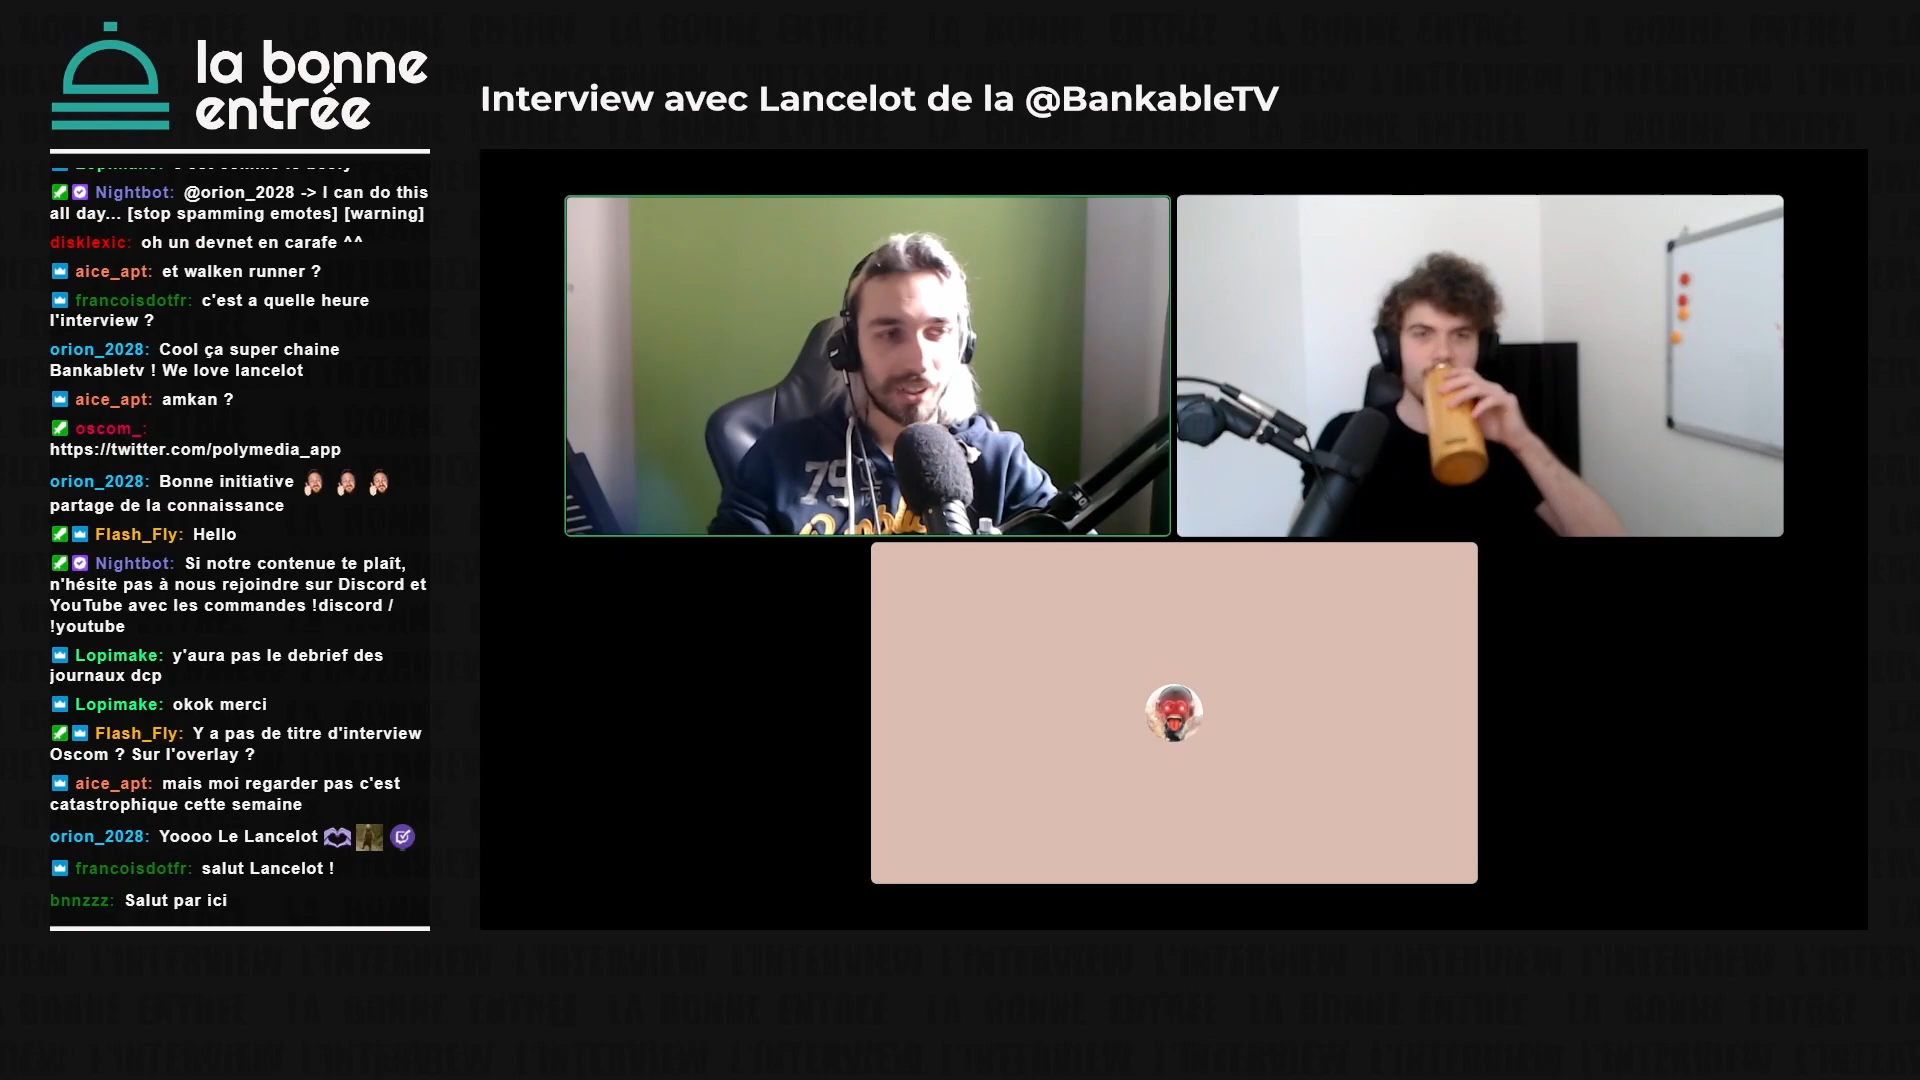 la bonne
entrée
Interview avec Lancelot de la @BankableTV
Nightbot: @orion_2028 -> I can do this
all day... [stop spamming emotes] [warning]
disklexic: oh un devnet en carafe ^^
aice_apt: et walken runner ?
francoisdotfr: c'est a quelle heure
l'interview ?
orion_2028: Cool ça super chaine
Bankabletv ! We love lancelot
aice_apt: amkan ?
oscom_:
https://twitter.com/polymedia_app
orion_2028: Bonne initiative
partage de la connaissance
Flash_Fly: Hello
Nightbot: Si notre contenue te plaît,
n'hésite pas à nous rejoindre sur Discord et
YouTube avec les commandes !discord /
!youtube
Lopimake: y'aura pas le debrief des
journaux dcp
Lopimake: okok merci
Flash_Fly: Y a pas de titre d'interview
Oscom ? Sur l'overlay ?
aice_apt: mais moi regarder pas c'est
catastrophique cette semaine
orion_2028: Yoooo Le Lancelot
francoisdotfr: salut Lancelot !
bnnzzz: Salut par ici
79